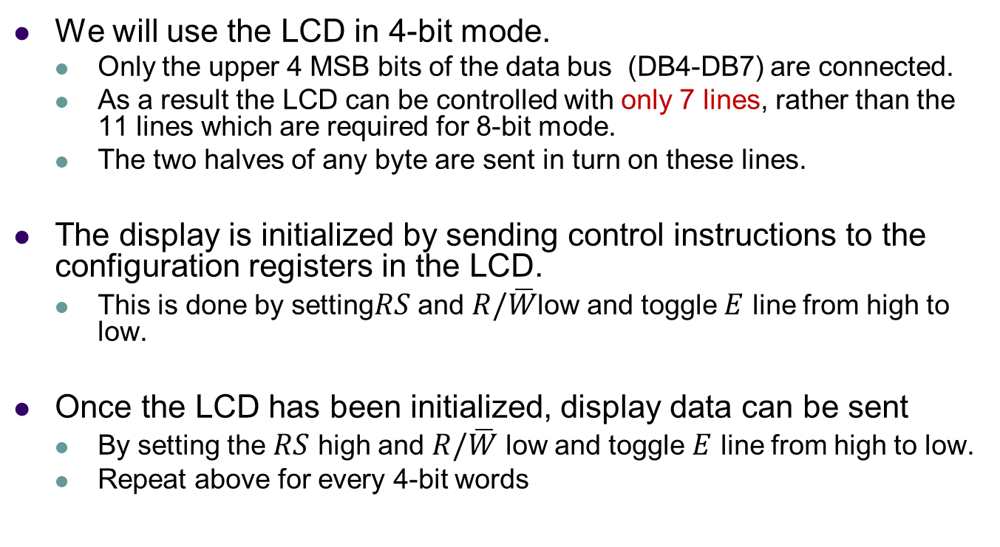 We will use the LCD in 4-bit mode.
Only the upper 4 MSB bits of the data bus (DB4-DB7) are connected.
As a result the LCD can be controlled with only 7 lines, rather than the
11 lines which are required for 8-bit mode.
The two halves of any byte are sent in turn on these lines.
The display is initialized by sending control instructions to the
configuration registers in the LCD.
This is done by setting𝑅𝑆 and 𝑅/𝑊̅low and toggle 𝐸 line from high to
low.
Once the LCD has been initialized, display data can be sent
By setting the 𝑅𝑆 high and 𝑅/𝑊̅ low and toggle 𝐸 line from high to low.
Repeat above for every 4-bit words